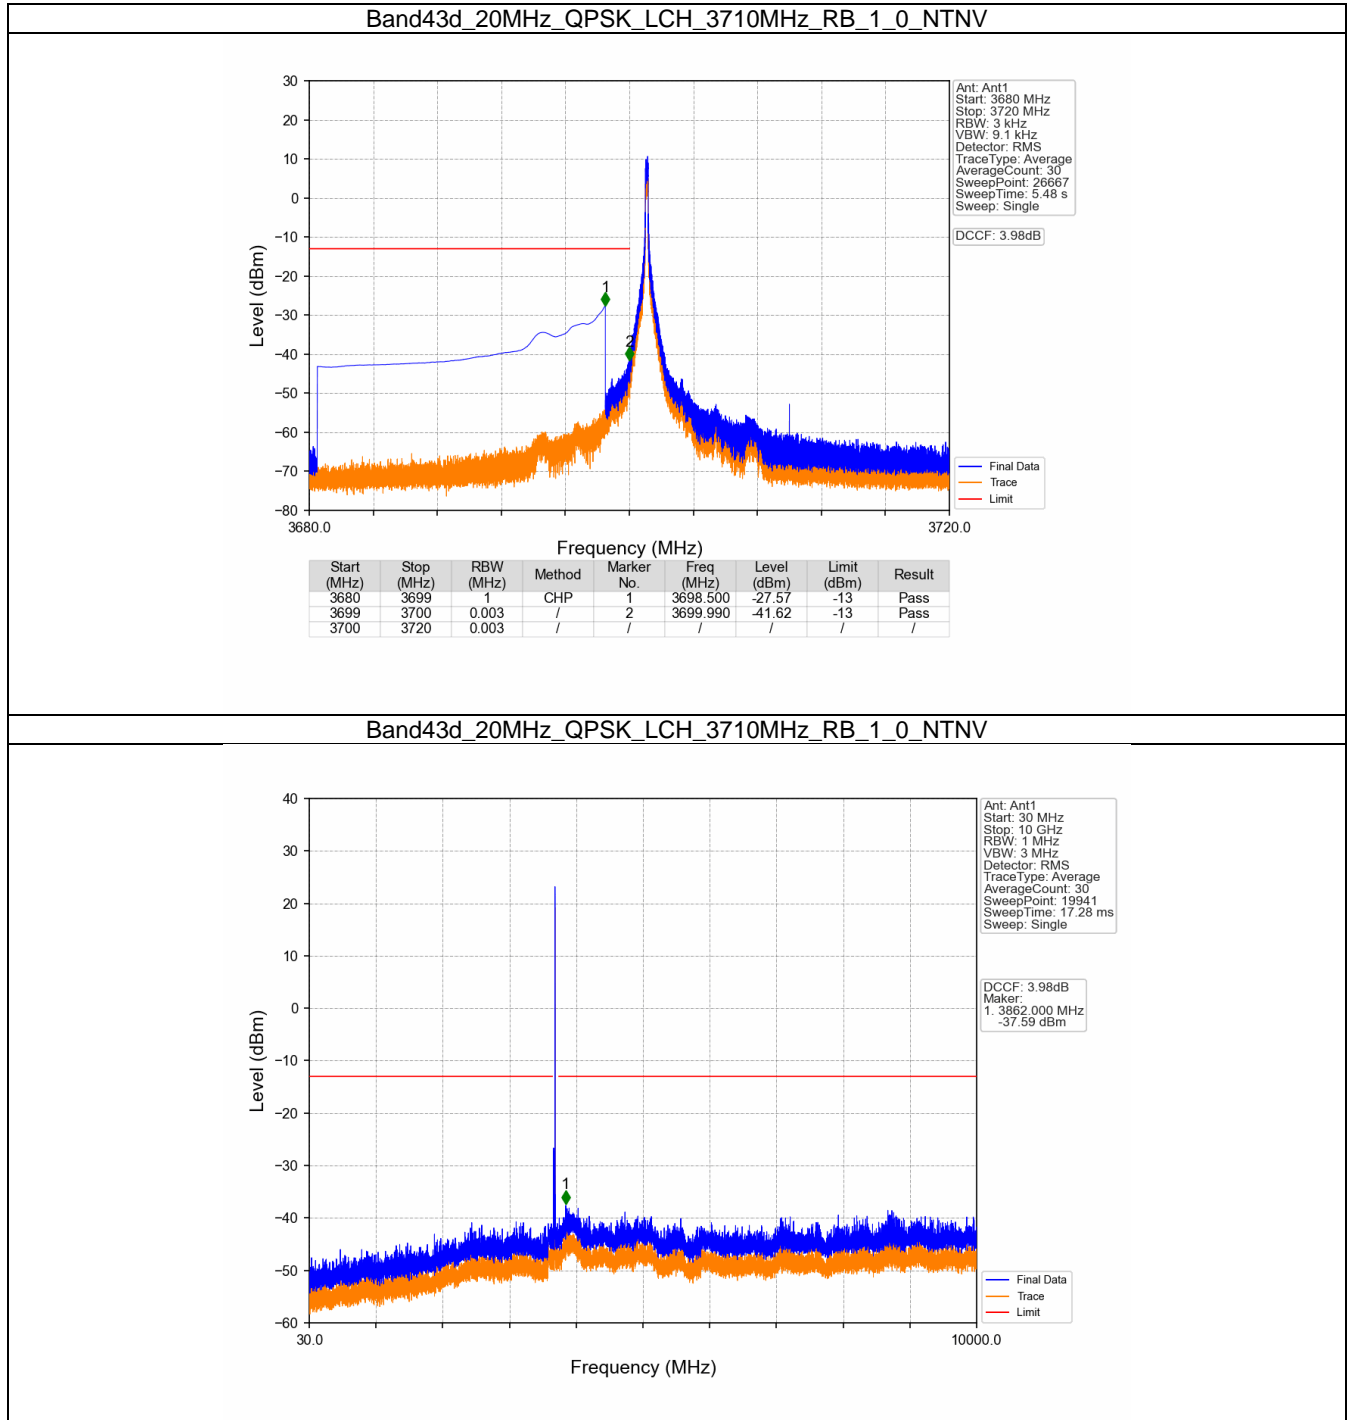 Band43d_20MHz_QPSK_LCH_3710MHz_RB_1_0_NTNV
30
20
10
0
−10
−20
−30
−40
−50
−60
−70
−80
Level (dBm)
1
2
3680.0
3720.0
Frequency (MHz)
Ant: Ant1
Start: 3680 MHz
Stop: 3720 MHz
RBW: 3 kHz
VBW: 9.1 kHz
Detector: RMS
TraceType: Average
AverageCount: 30
SweepPoint: 26667
SweepTime: 5.48 s
Sweep: Single
DCCF: 3.98dB
Final Data
Trace
Limit
Start (MHz) Stop (MHz) RBW (MHz) Method Marker No. Freq (MHz) Level (dBm) Limit (dBm) Result
3680 3699 1 CHP 1 3698.500 -27.57 -13 Pass
3699 3700 0.003 / 2 3699.990 -41.62 -13 Pass
3700 3720 0.003 / / / / / /
Band43d_20MHz_QPSK_LCH_3710MHz_RB_1_0_NTNV
40
30
20
10
0
−10
−20
−30
−40
−50
−60
Level (dBm)
1
30.0
10000.0
Frequency (MHz)
Ant: Ant1
Start: 30 MHz
Stop: 10 GHz
RBW: 1 MHz
VBW: 3 MHz
Detector: RMS
TraceType: Average
AverageCount: 30
SweepPoint: 19941
SweepTime: 17.28 ms
Sweep: Single
DCCF: 3.98dB
Maker:
1. 3862.000 MHz
-37.59 dBm
Final Data
Trace
Limit